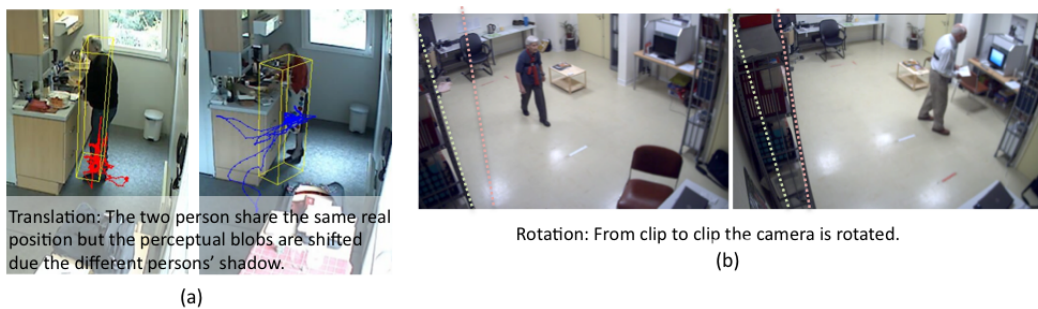 Translation: The two person share the same real
position but the perceptual blobs are shifted
due the different persons' shadow.
(a)
Rotation: From clip to clip the camera is rotated.
(b)